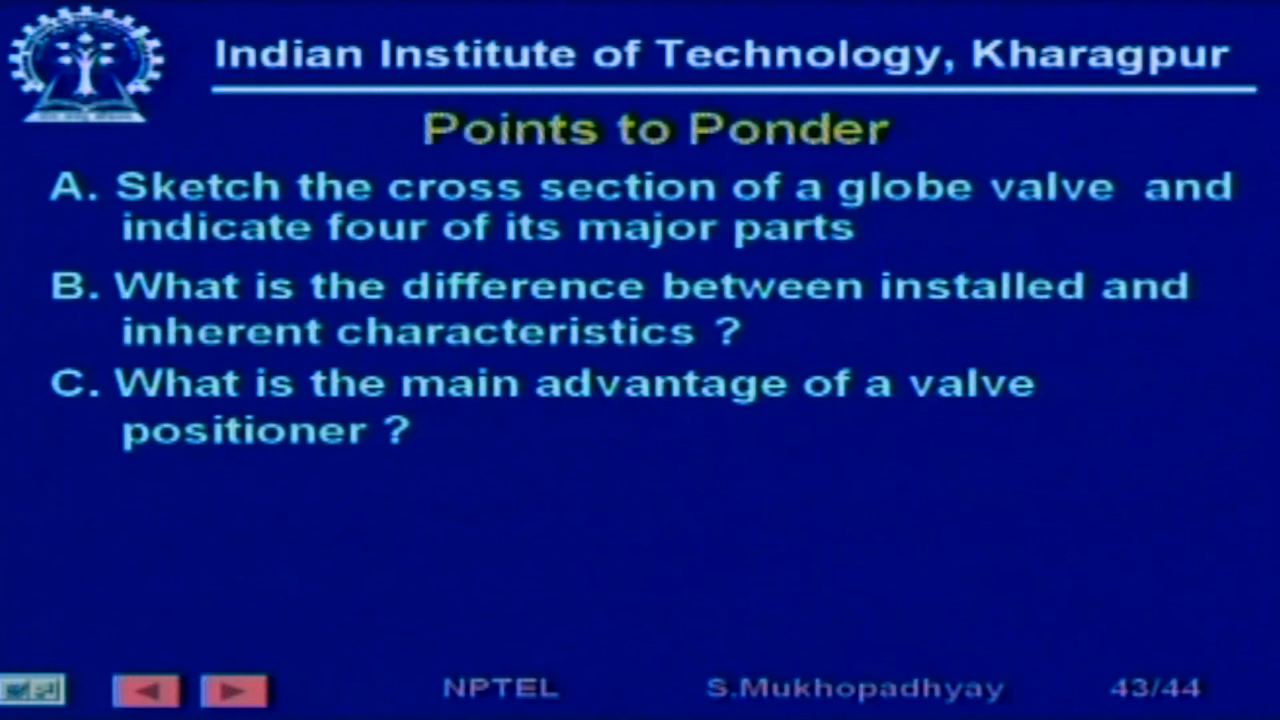 Indian Institute of Technology, Kharagpur
Points to Ponder
A. Sketch the cross section of a globe valve and
indicate four of its major parts
B. What is the difference between installed and
inherent characteristics ?
C. What is the main advantage of a valve
positioner ?
NPTEL S.Mukhopadhyay 43/44